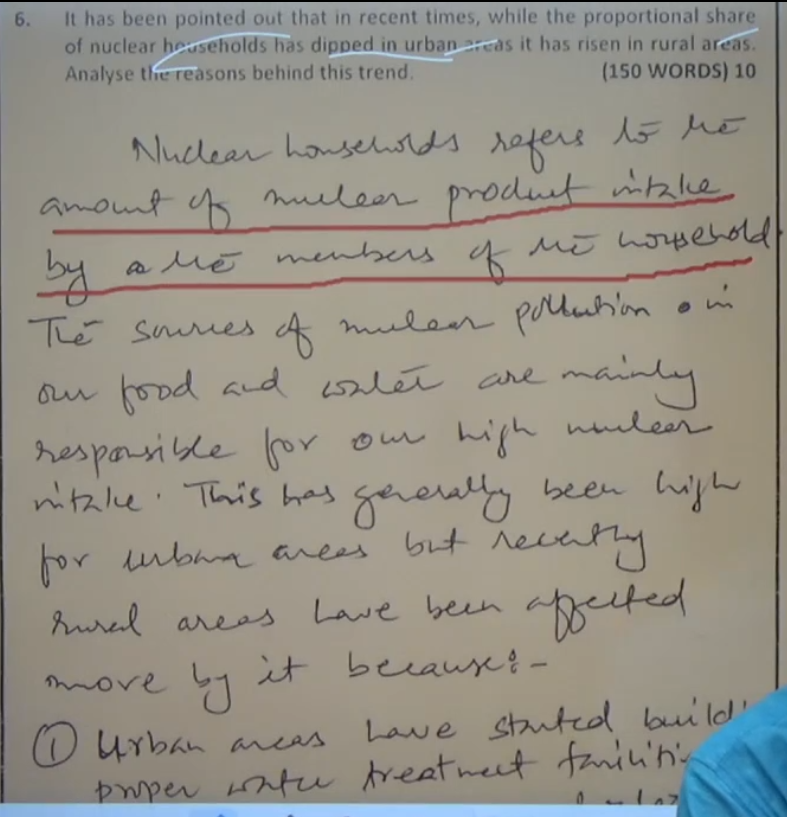 6. It has been pointed out that in recent times, while the proportional share
of nuclear households has dipped in urban areas it has risen in rural areas.
Analyse the reasons behind this trend. (150 WORDS) 10
Nuclear households refers to the
amount of nuclear product intake
by a the members of the household
The sources of nuclear pollution in
our food and water are mainly
responsible for our high nuclear
intake. This has generally been high
for urban areas but recently
rural areas have been affected
more by it because:-
① Urban areas have started build
proper water treatment